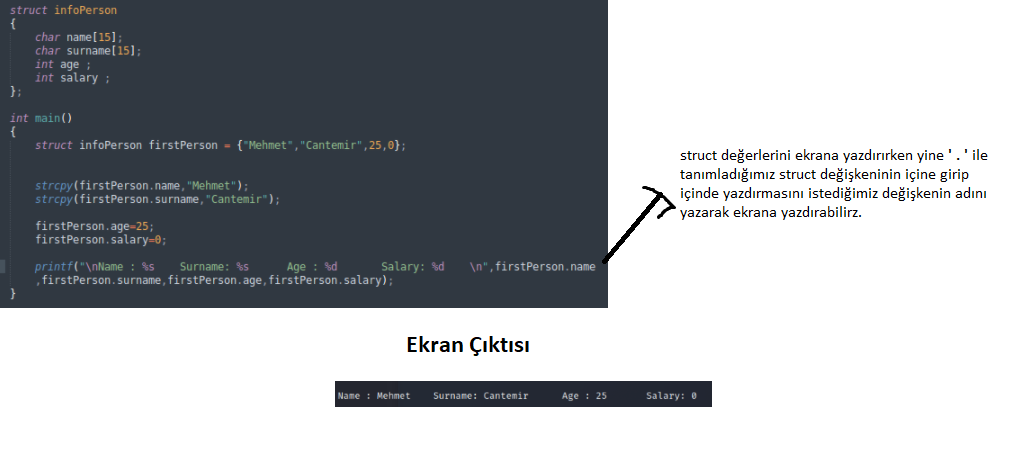 struct infoPerson
{
    char name[15];
    char surname[15];
    int age ;
    int salary ;
};
int main()
{
    struct infoPerson firstPerson = {"Mehmet","Cantemir",25,0};
    strcpy(firstPerson.name,"Mehmet");
    strcpy(firstPerson.surname,"Cantemir");
    firstPerson.age=25;
    firstPerson.salary=0;
    printf("\nName : %s    Surname: %s      Age : %d       Salary: %d    \n",firstPerson.name
    ,firstPerson.surname,firstPerson.age,firstPerson.salary);
}
struct değerlerini ekrana yazdırırken yine ' . ' ile
tanımladığımız struct değişkeninin içine girip
içinde yazdırmasını istediğimiz değişkenin adını
yazarak ekrana yazdırabilirz.
Ekran Çıktısı
Name : Mehmet    Surname: Cantemir      Age : 25       Salary: 0